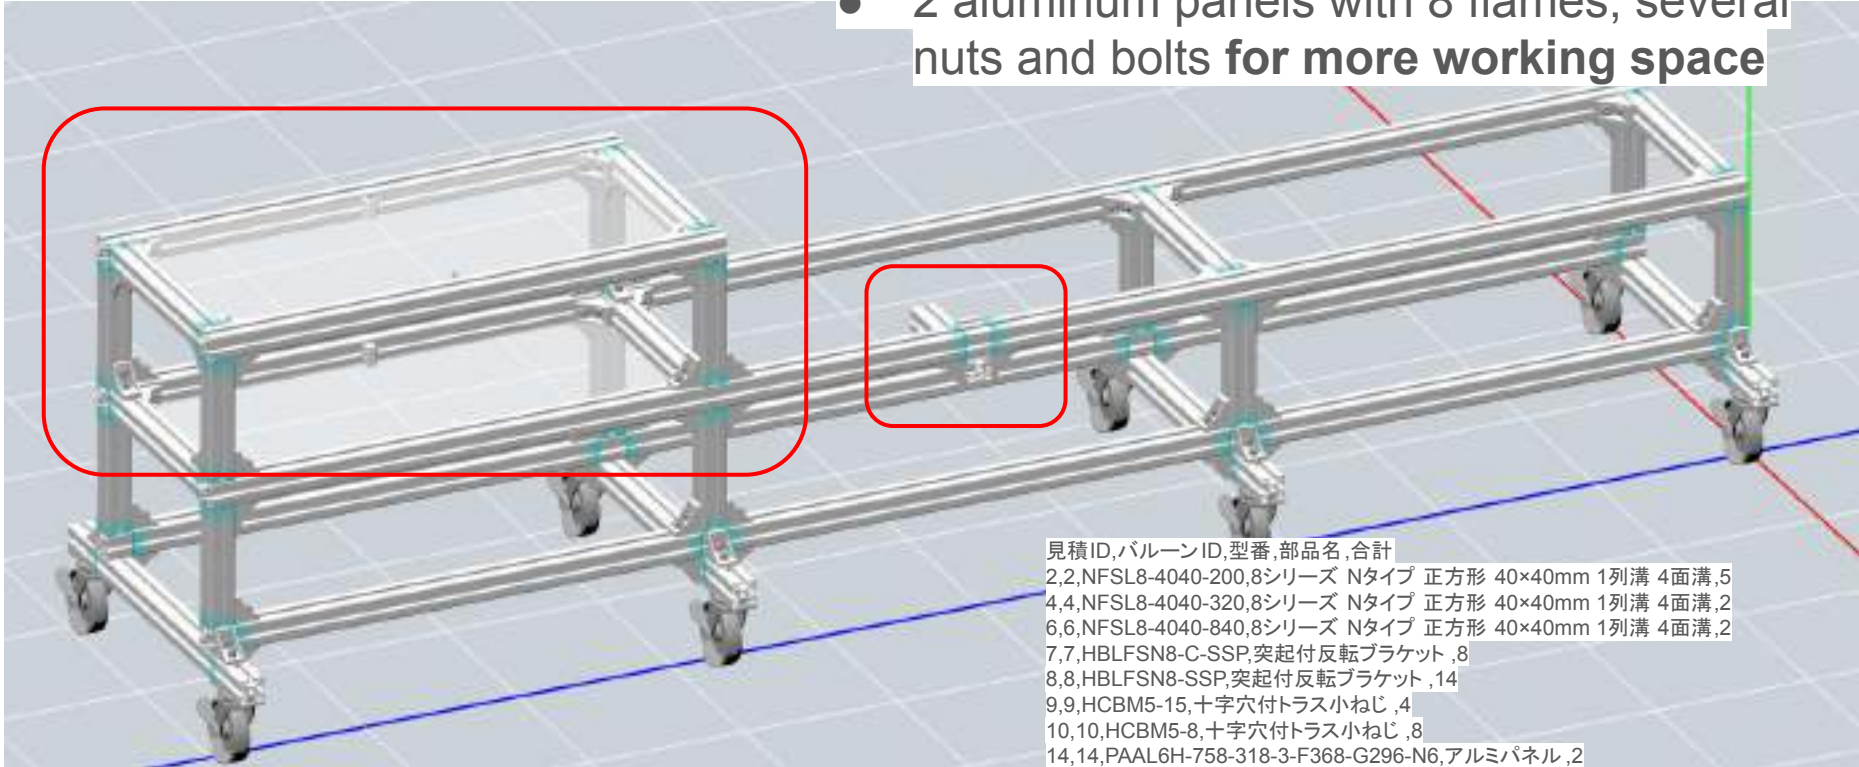 ● 2 aluminum panels with 8 flames, several
nuts and bolts for more working space
見積ID,バルーンID,型番,部品名,合計
2,2,NFSL8-4040-200,8シリーズ Nタイプ 正方形 40×40mm 1列溝 4面溝,5
4,4,NFSL8-4040-320,8シリーズ Nタイプ 正方形 40×40mm 1列溝 4面溝,2
6,6,NFSL8-4040-840,8シリーズ Nタイプ 正方形 40×40mm 1列溝 4面溝,2
7,7,HBLFSN8-C-SSP,突起付反転ブラケット,8
8,8,HBLFSN8-SSP,突起付反転ブラケット,14
9,9,HCBM5-15,十字穴付トラス小ねじ,4
10,10,HCBM5-8,十字穴付トラス小ねじ,8
14,14,PAAL6H-758-318-3-F368-G296-N6,アルミパネル,2